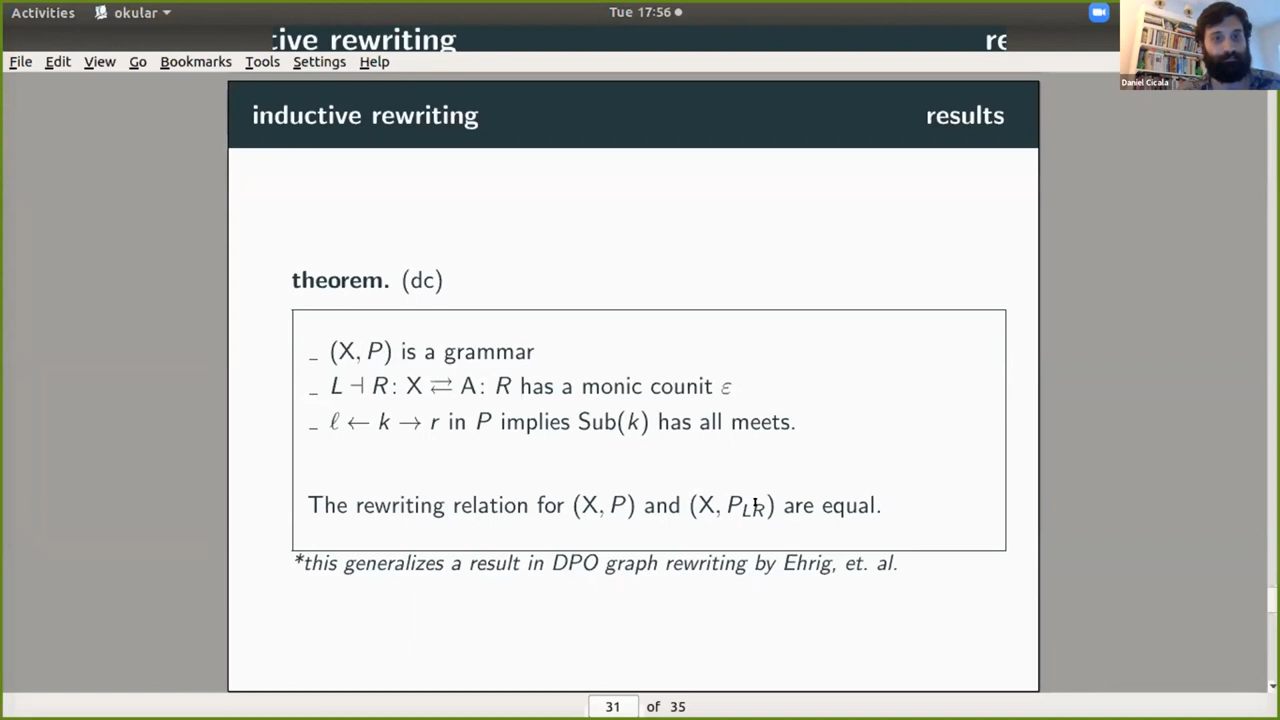 Activities okular Tue 17:56
tive rewriting re
File Edit View Go Bookmarks Tools Settings Help
Daniel Cicala
inductive rewriting results
theorem. (dc)
– (X, P) is a grammar
– L ⊣ R: X ⇄ A: R has a monic counit ε
– ℓ ← k → r in P implies Sub(k) has all meets.
The rewriting relation for (X, P) and (X, P_LR) are equal.
*this generalizes a result in DPO graph rewriting by Ehrig, et. al.
31 of 35